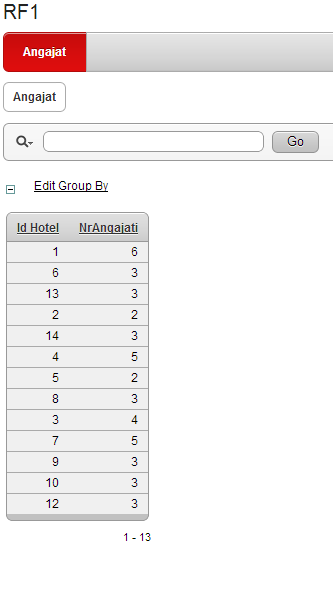 RF1
Angajat
Angajat
Go
Edit Group By
Id Hotel NrAngajati
1 6
6 3
13 3
2 2
14 3
4 5
5 2
8 3
3 4
7 5
9 3
10 3
12 3
1 - 13